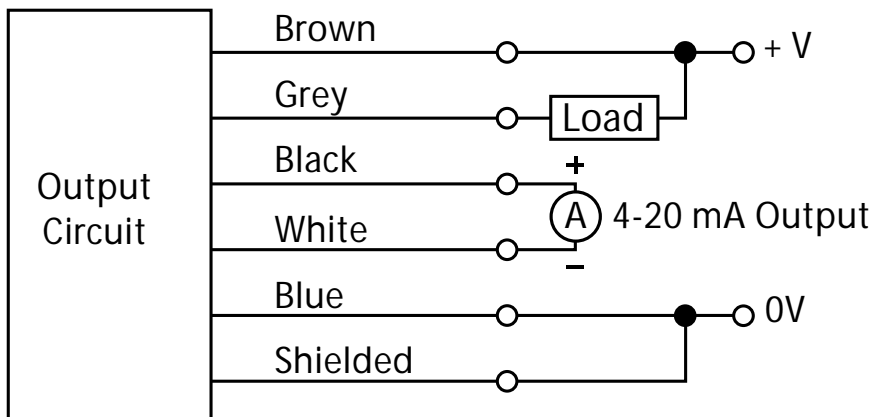 Brown
+ V
Grey
Load
Black
+
Output
Circuit
A
4-20 mA Output
White
−
Blue
0V
Shielded